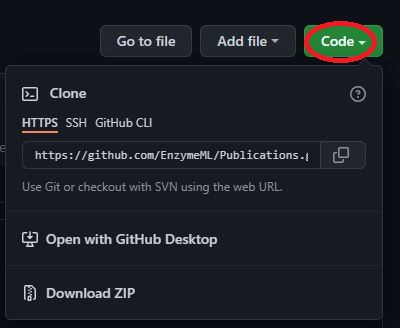 Go to file Add file Code
Clone
HTTPS SSH GitHub CLI
https://github.com/EnzymeML/Publications.g
Use Git or checkout with SVN using the web URL.
Open with GitHub Desktop
Download ZIP